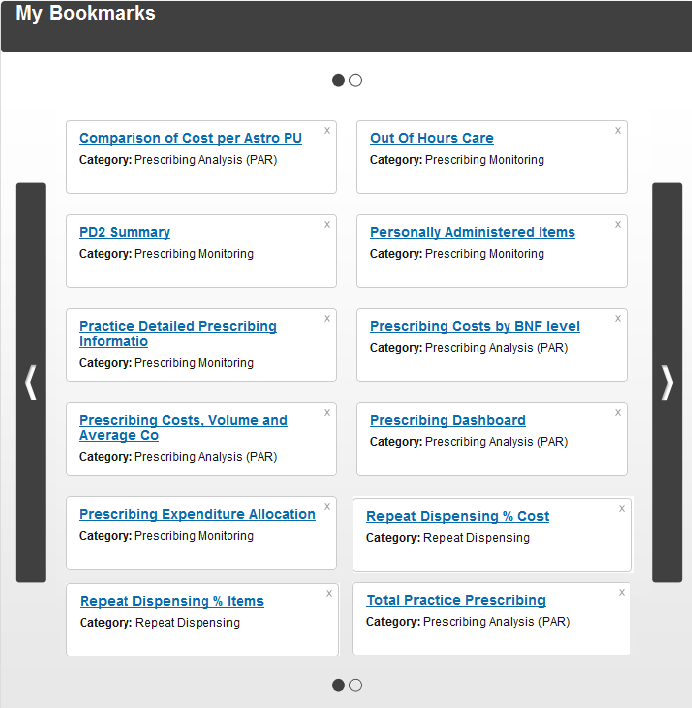 My Bookmarks
Comparison of Cost per Astro PU x
Category: Prescribing Analysis (PAR)
Out Of Hours Care x
Category: Prescribing Monitoring
PD2 Summary x
Category: Prescribing Monitoring
Personally Administered Items x
Category: Prescribing Monitoring
Practice Detailed Prescribing x
Informatio
Category: Prescribing Monitoring
Prescribing Costs by BNF level x
Category: Prescribing Analysis (PAR)
Prescribing Costs, Volume and x
Average Co
Category: Prescribing Analysis (PAR)
Prescribing Dashboard x
Category: Prescribing Analysis (PAR)
Prescribing Expenditure Allocation x
Category: Prescribing Monitoring
Repeat Dispensing % Cost x
Category: Repeat Dispensing
Repeat Dispensing % Items x
Category: Repeat Dispensing
Total Practice Prescribing x
Category: Prescribing Analysis (PAR)